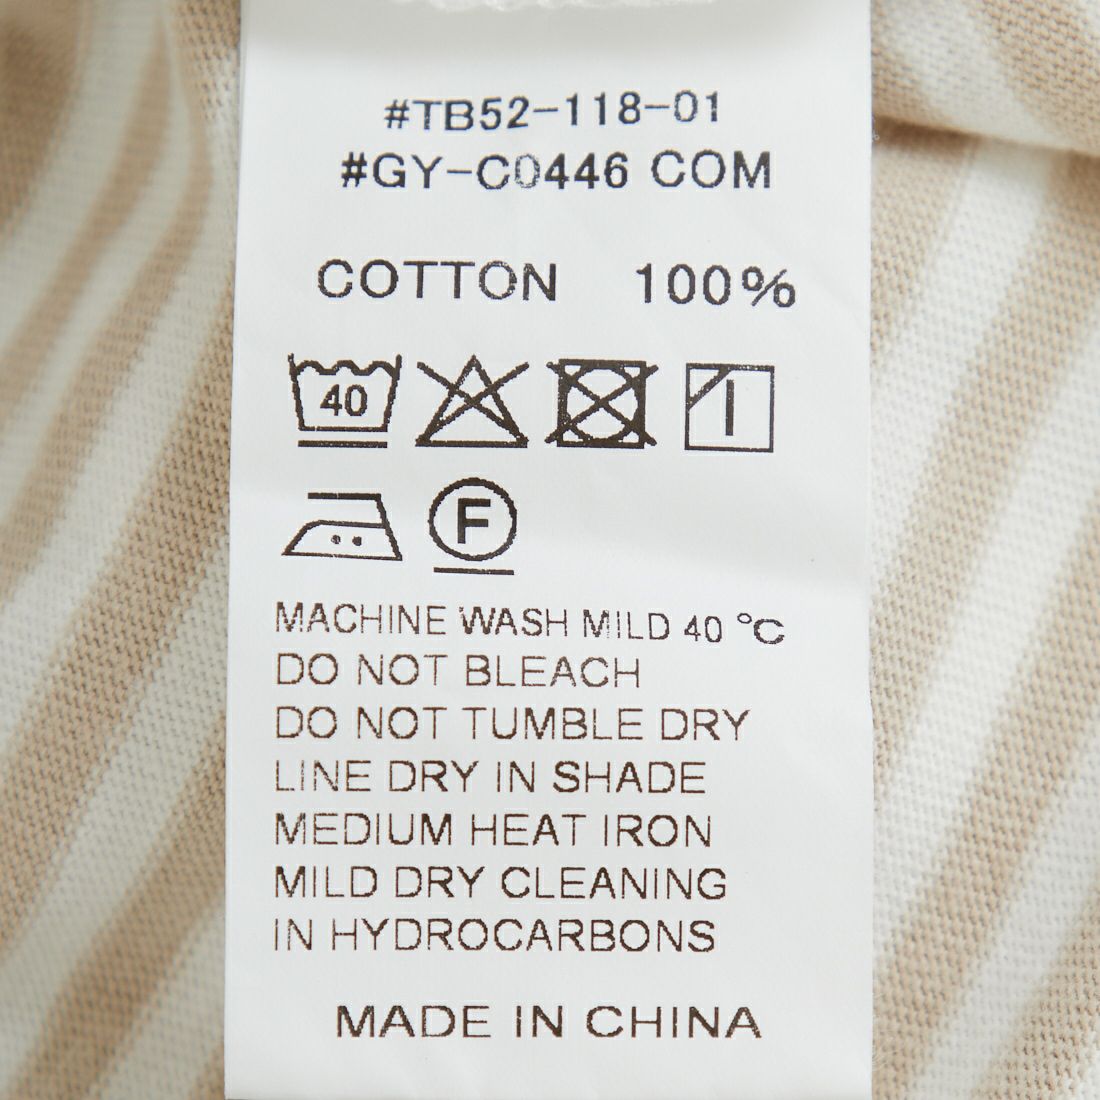 #TB52-118-01
#GY-C0446 COM
COTTON 100%
40
F
MACHINE WASH MILD 40 °C
DO NOT BLEACH
DO NOT TUMBLE DRY
LINE DRY IN SHADE
MEDIUM HEAT IRON
MILD DRY CLEANING
IN HYDROCARBONS
MADE IN CHINA